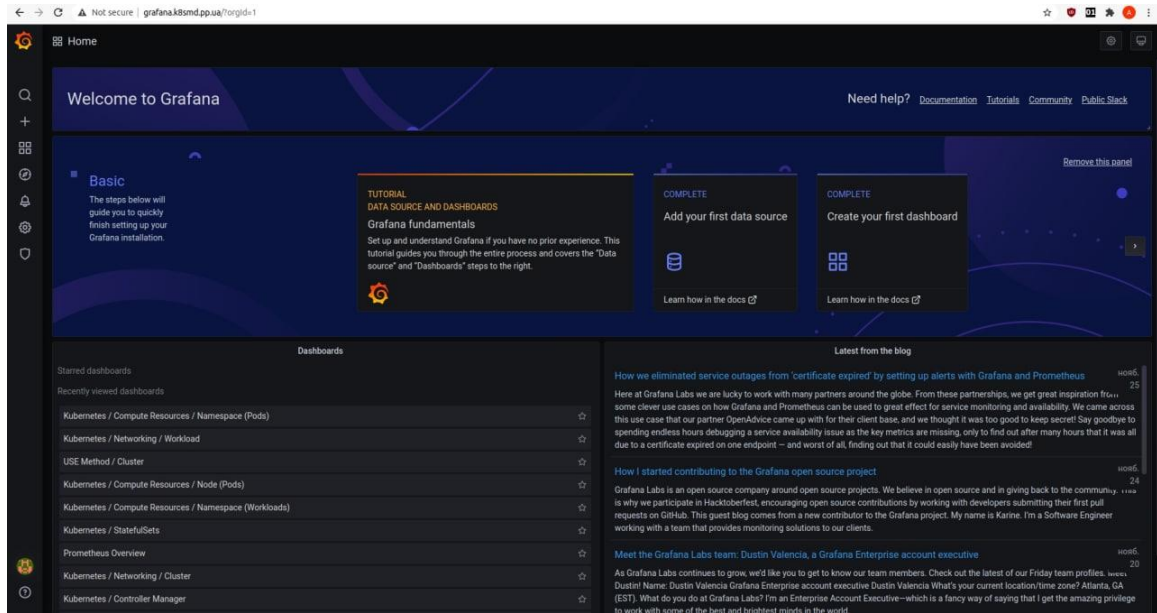 Not secure | grafana.k8smd.pp.ua/?orgId=1
Home
Welcome to Grafana
Need help? Documentation Tutorials Community Public Slack
Remove this panel
Basic
The steps below will
guide you to quickly
finish setting up your
Grafana installation.
TUTORIAL
DATA SOURCE AND DASHBOARDS
Grafana fundamentals
Set up and understand Grafana if you have no prior experience. This
tutorial guides you through the entire process and covers the "Data
source" and "Dashboards" steps to the right.
COMPLETE
Add your first data source
Learn how in the docs
COMPLETE
Create your first dashboard
Learn how in the docs
Dashboards
Starred dashboards
Recently viewed dashboards
Kubernetes / Compute Resources / Namespace (Pods)
Kubernetes / Networking / Workload
USE Method / Cluster
Kubernetes / Compute Resources / Node (Pods)
Kubernetes / Compute Resources / Namespace (Workloads)
Kubernetes / StatefulSets
Prometheus Overview
Kubernetes / Networking / Cluster
Kubernetes / Controller Manager
Latest from the blog
How we eliminated service outages from 'certificate expired' by setting up alerts with Grafana and Prometheus
нояб.
25
Here at Grafana Labs we are lucky to work with many partners around the globe. From these partnerships, we get great inspiration from
some clever use cases on how Grafana and Prometheus can be used to great effect for service monitoring and availability. We came across
this use case that our partner OpenAdvice came up with for their client base, and we thought it was too good to keep secret! Say goodbye to
spending endless hours debugging a service availability issue as the key metrics are missing, only to find out after many hours that it was all
due to a certificate expired on one endpoint — and worst of all, finding out that it could easily have been avoided!
How I started contributing to the Grafana open source project
нояб.
24
Grafana Labs is an open source company around open source projects. We believe in open source and in giving back to the community. This
is why we participate in Hacktoberfest, encouraging open source contributions by working with developers submitting their first pull
requests on GitHub. This guest blog comes from a new contributor to the Grafana project. My name is Karine. I'm a Software Engineer
working with a team that provides monitoring solutions to our clients.
Meet the Grafana Labs team: Dustin Valencia, a Grafana Enterprise account executive
нояб.
20
As Grafana Labs continues to grow, we'd like you to get to know our team members. Check out the latest of our Friday team profiles. Meet
Dustin! Name: Dustin Valencia Grafana Enterprise account executive Dustin Valencia What's your current location/time zone? Atlanta, GA
(EST). What do you do at Grafana Labs? I'm an Enterprise Account Executive—which is a fancy way of saying that I get the amazing privilege
to work with some of the best and brightest minds in the world.